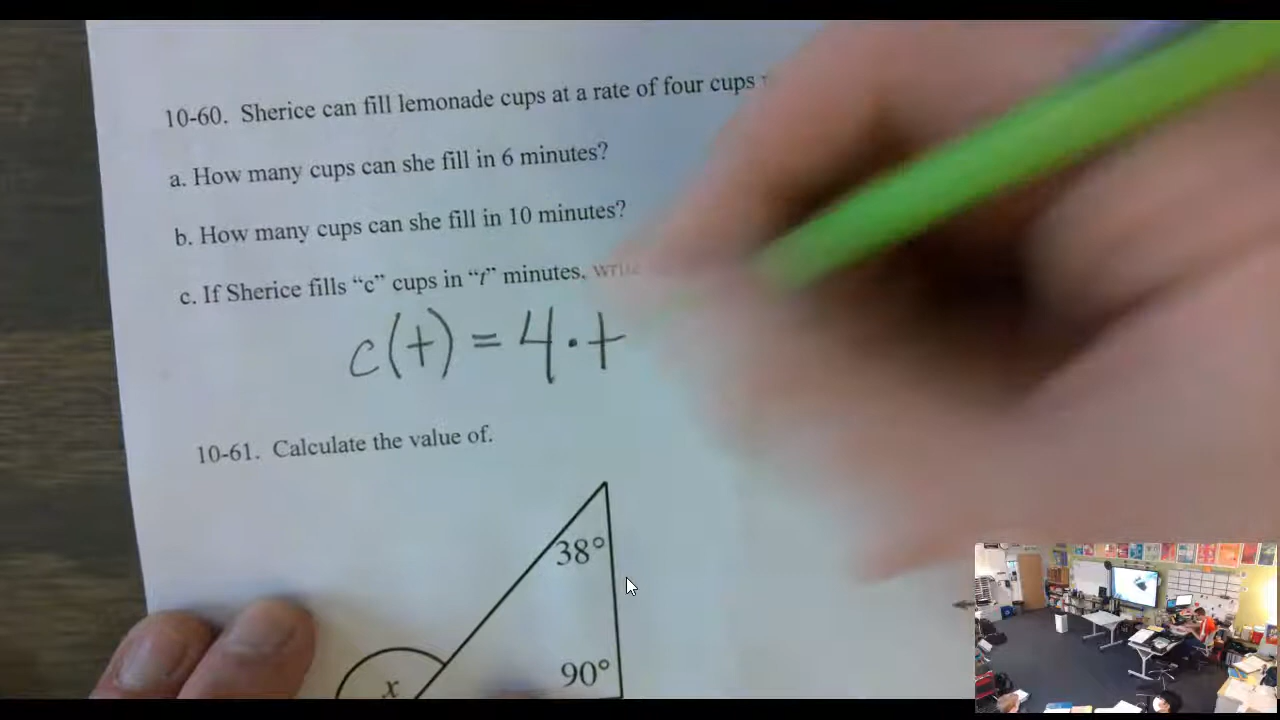 10-60. Sherice can fill lemonade cups at a rate of four cups
a. How many cups can she fill in 6 minutes?
b. How many cups can she fill in 10 minutes?
c. If Sherice fills “c” cups in “t” minutes, write
c(t) = 4·t
10-61. Calculate the value of.
38°
90°
x